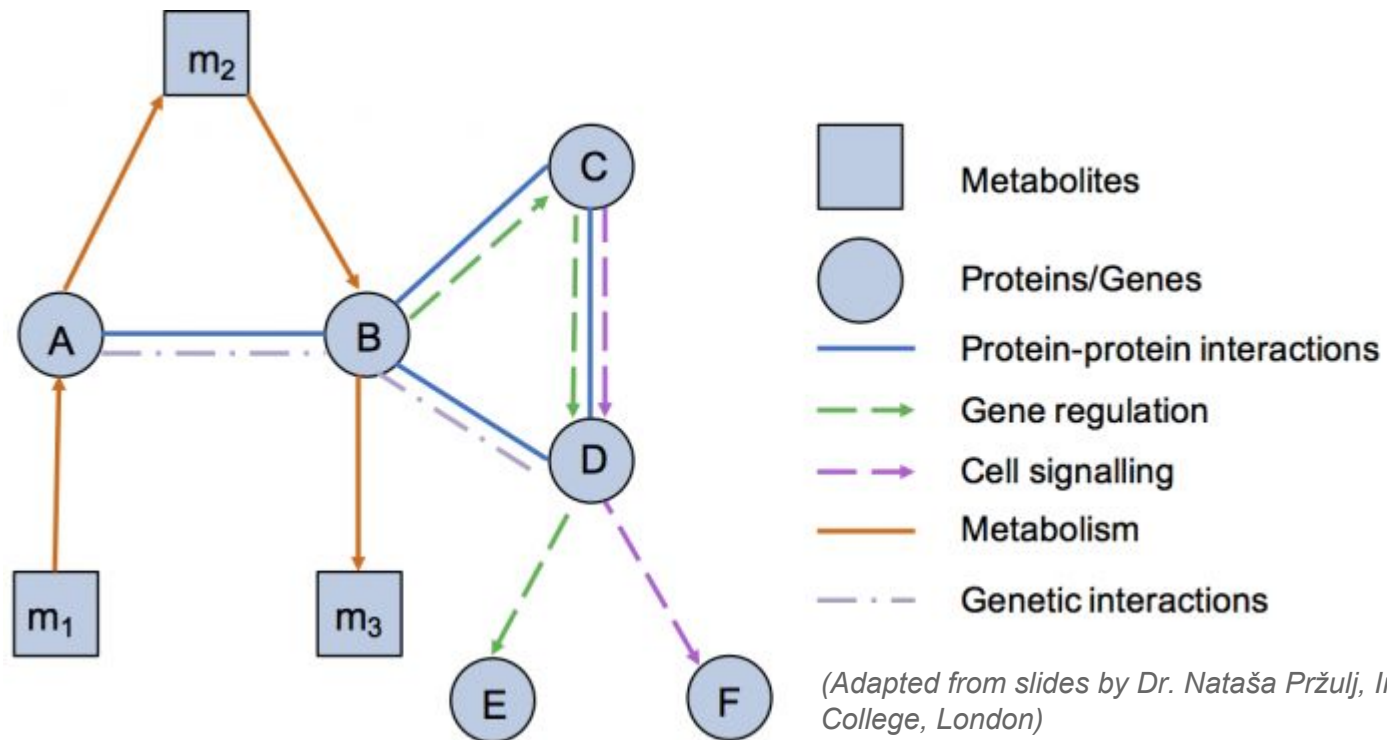 m₂
C
A
B
D
m₁
m₃
E
F
Metabolites
Proteins/Genes
Protein-protein interactions
Gene regulation
Cell signalling
Metabolism
Genetic interactions
(Adapted from slides by Dr. Nataša Pržulj,
College, London)